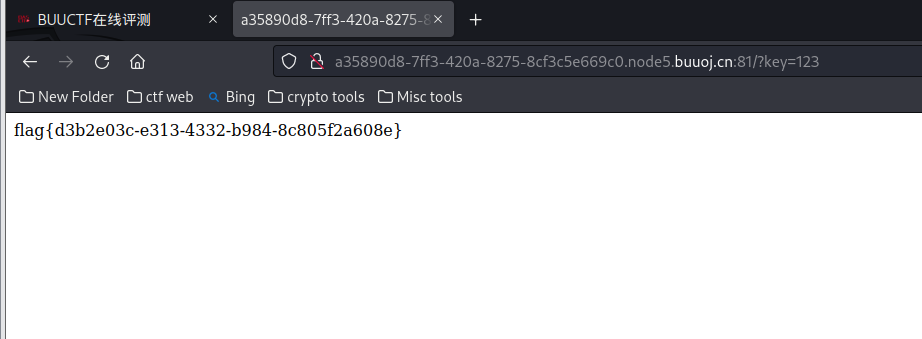 BUUCTF在线评测
a35890d8-7ff3-420a-8275-8
a35890d8-7ff3-420a-8275-8cf3c5e669c0.node5.buuoj.cn:81/?key=123
New Folder ctf web Bing crypto tools Misc tools
flag{d3b2e03c-e313-4332-b984-8c805f2a608e}